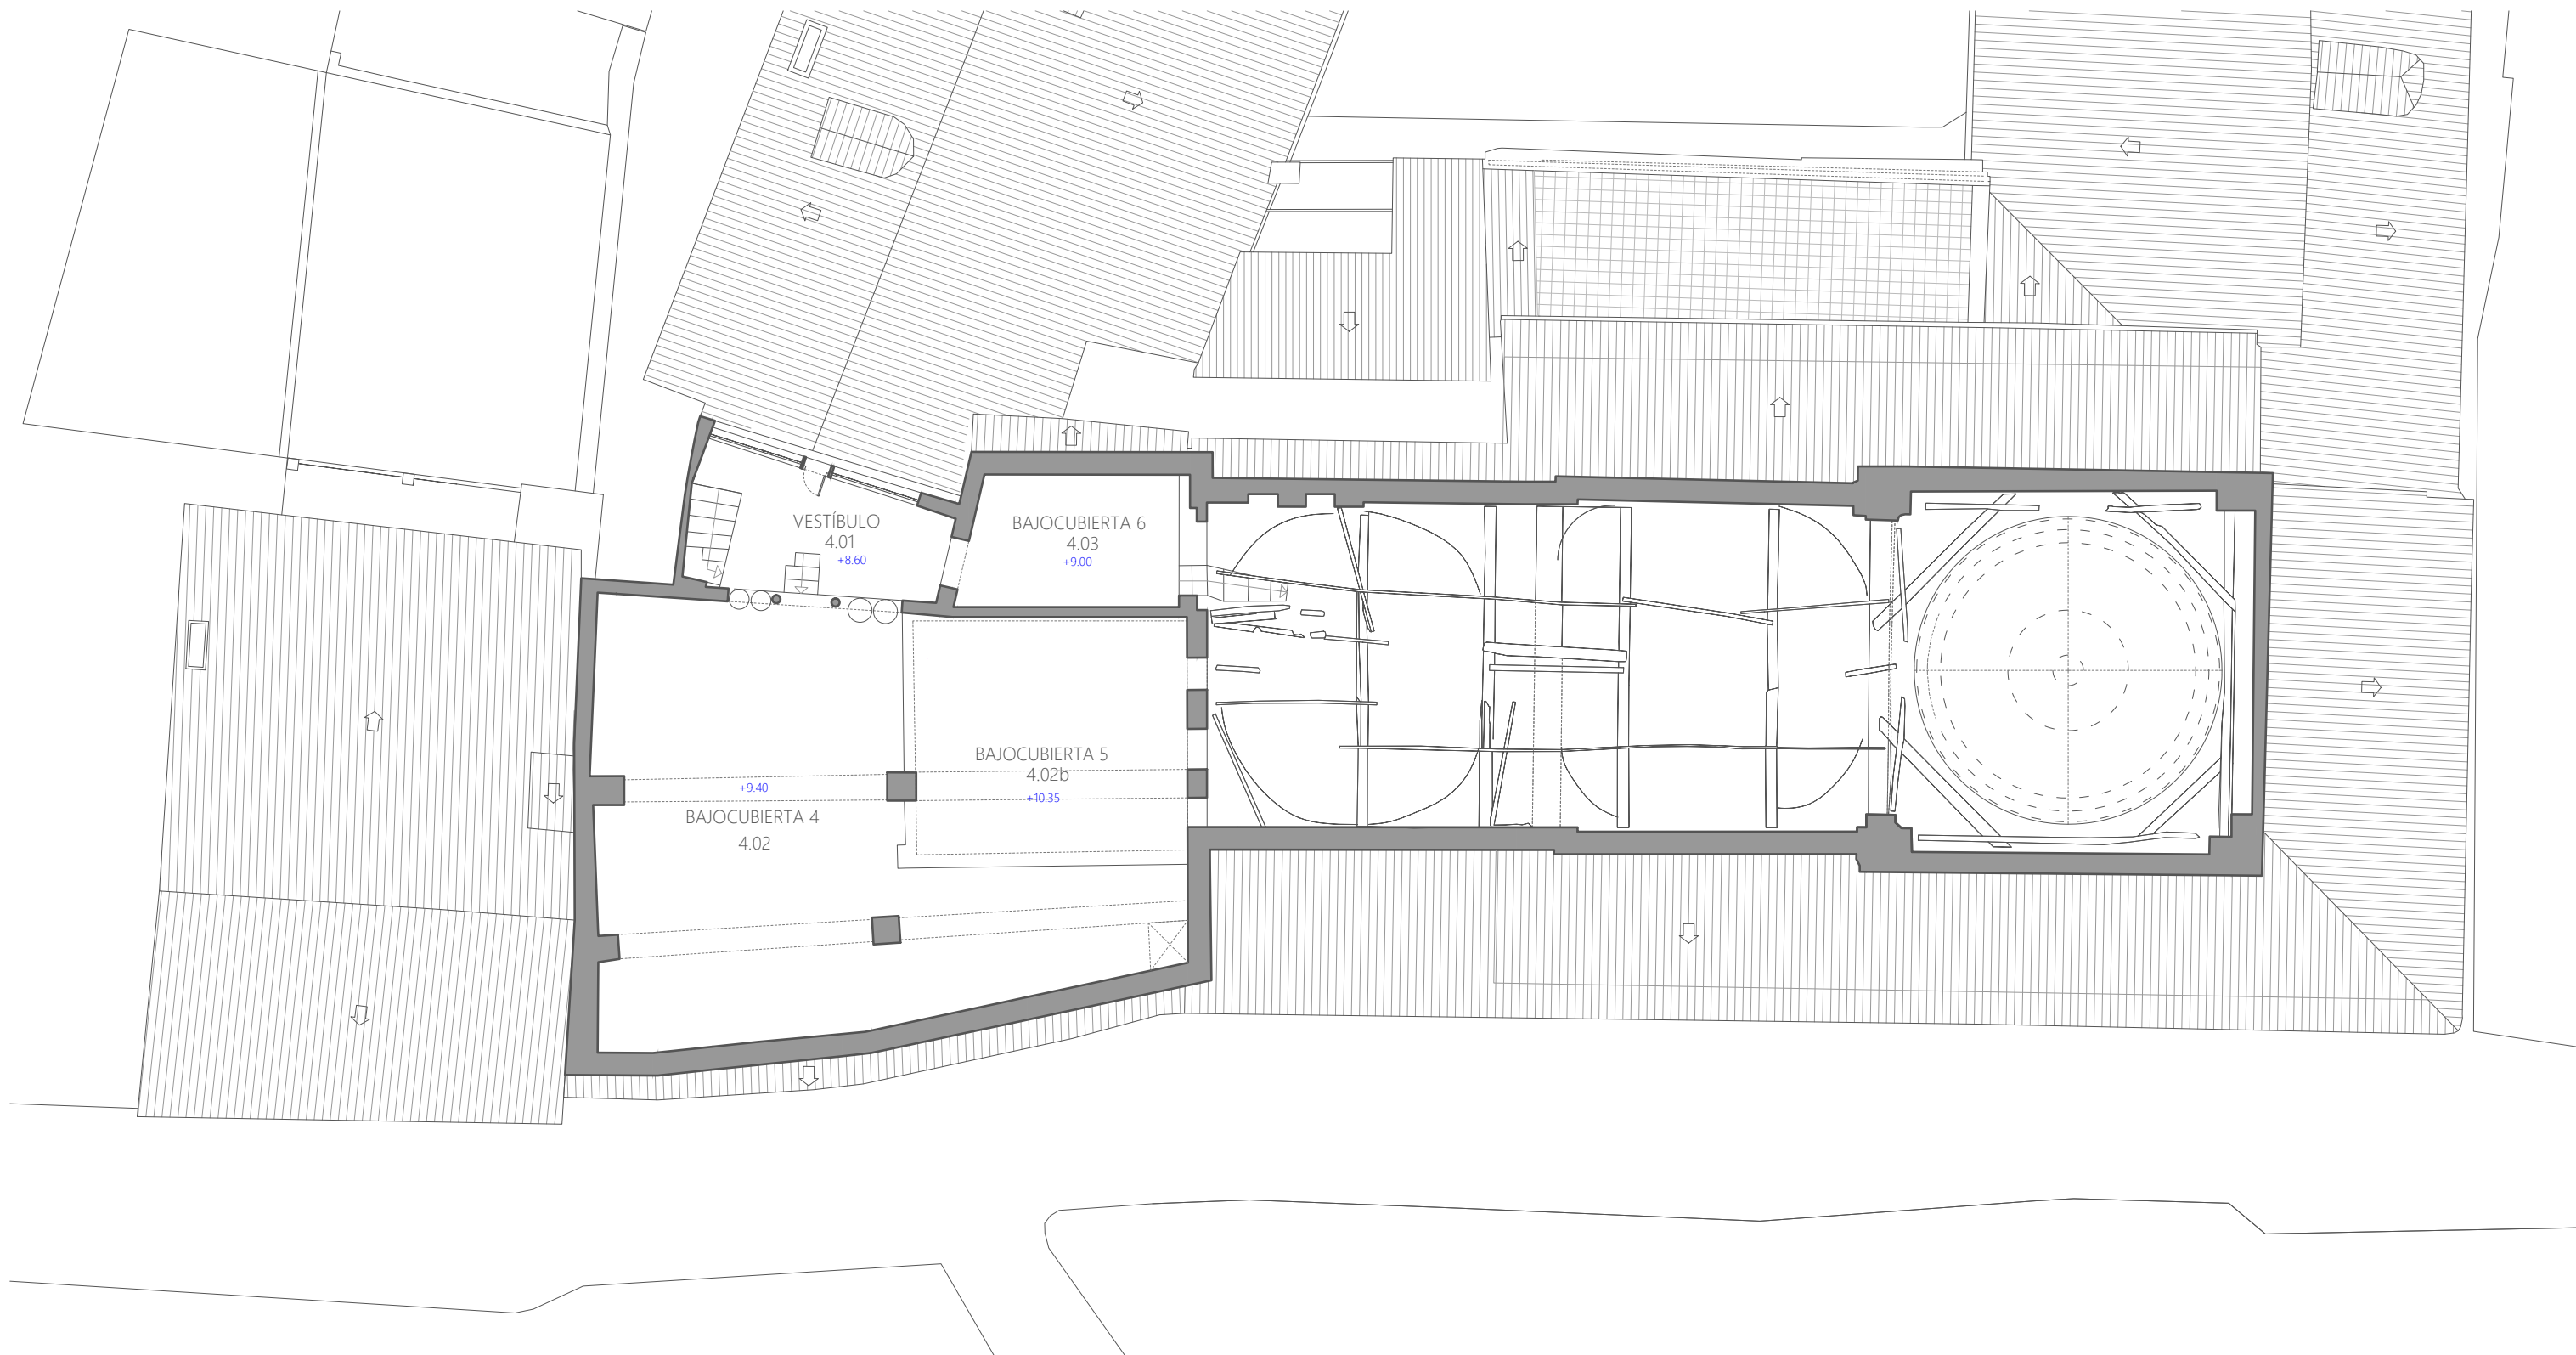 VESTÍBULO
4.01
+8.60
BAJOCUBIERTA 6
4.03
+9.00
BAJOCUBIERTA 5
4.02b
+10.35
+9.40
BAJOCUBIERTA 4
4.02